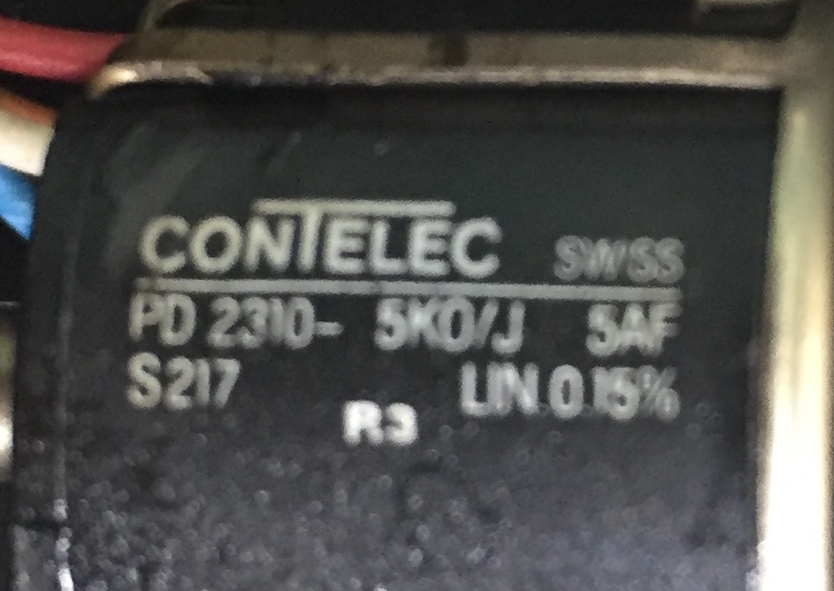 CONTELEC SWISS
PD 2310- 5K0/J 5AF
S217 LIN 0.15%
R3